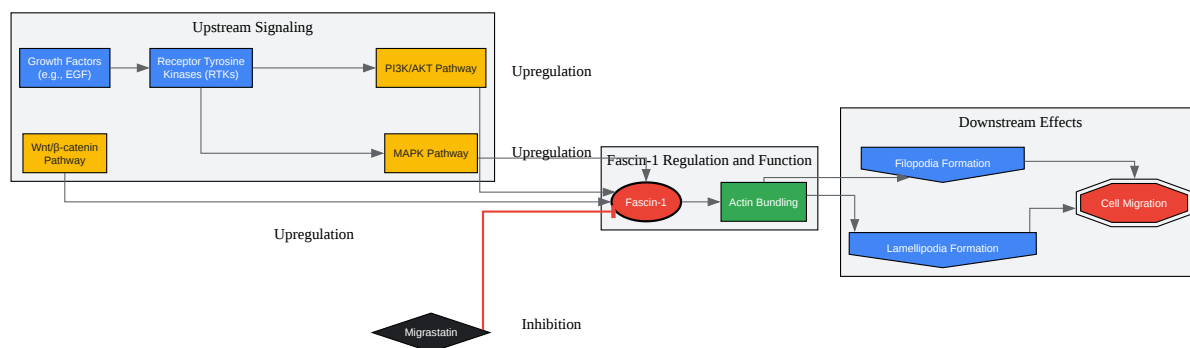 Upstream Signaling
Growth Factors
(e.g., EGF)
Receptor Tyrosine
Kinases (RTKs)
PI3K/AKT Pathway
Upregulation
Wnt/β-catenin
Pathway
MAPK Pathway
Upregulation
Upregulation
Fascin-1 Regulation and Function
Fascin-1
Actin Bundling
Downstream Effects
Filopodia Formation
Cell Migration
Lamellipodia Formation
Migrastatin
Inhibition